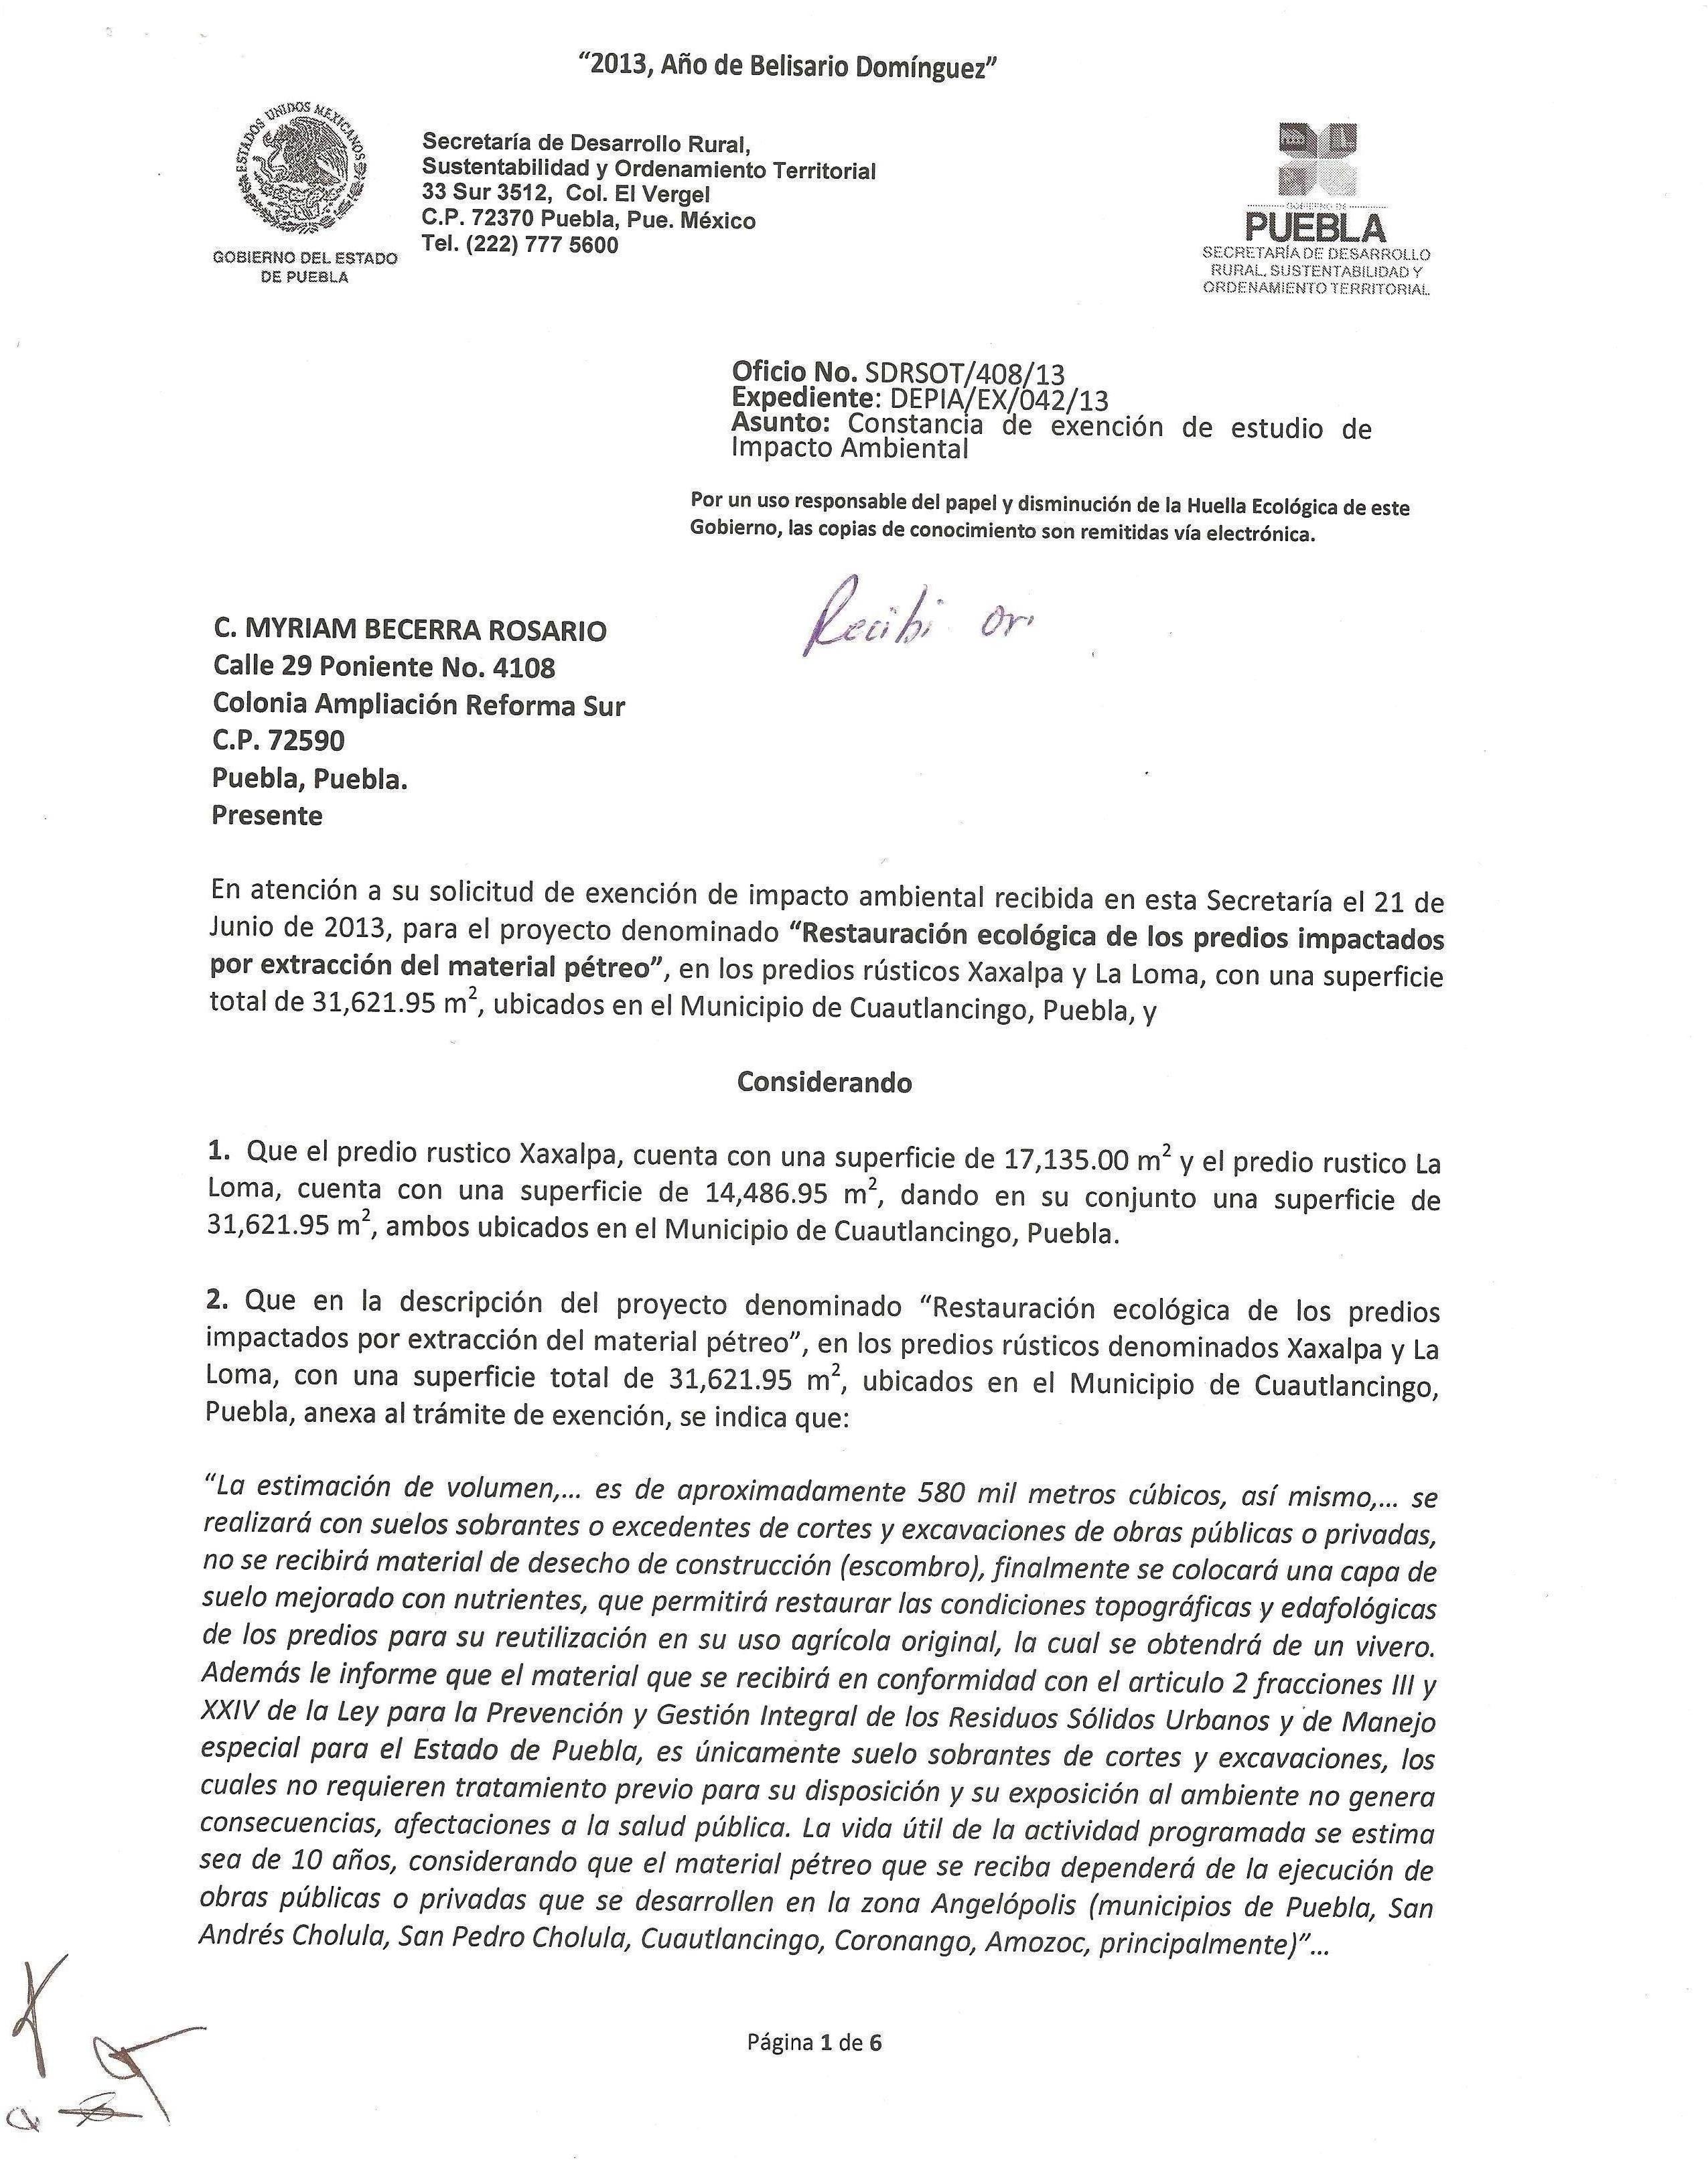 “2013, Año de Belisario Domínguez”
ESTADOS UNIDOS MEXICANOS
GOBIERNO DEL ESTADO
DE PUEBLA
Secretaría de Desarrollo Rural,
Sustentabilidad y Ordenamiento Territorial
33 Sur 3512, Col. El Vergel
C.P. 72370 Puebla, Pue. México
Tel. (222) 777 5600
GOBIERNO DE
PUEBLA
SECRETARÍA DE DESARROLLO
RURAL, SUSTENTABILIDAD Y
ORDENAMIENTO TERRITORIAL
Oficio No. SDRSOT/408/13
Expediente: DEPIA/EX/042/13
Asunto: Constancia de exención de estudio de
Impacto Ambiental
Por un uso responsable del papel y disminución de la Huella Ecológica de este
Gobierno, las copias de conocimiento son remitidas vía electrónica.
Recibi ori
C. MYRIAM BECERRA ROSARIO
Calle 29 Poniente No. 4108
Colonia Ampliación Reforma Sur
C.P. 72590
Puebla, Puebla.
Presente
En atención a su solicitud de exención de impacto ambiental recibida en esta Secretaría el 21 de
Junio de 2013, para el proyecto denominado “Restauración ecológica de los predios impactados
por extracción del material pétreo”, en los predios rústicos Xaxalpa y La Loma, con una superficie
total de 31,621.95 m², ubicados en el Municipio de Cuautlancingo, Puebla, y
Considerando
1. Que el predio rustico Xaxalpa, cuenta con una superficie de 17,135.00 m² y el predio rustico La
Loma, cuenta con una superficie de 14,486.95 m², dando en su conjunto una superficie de
31,621.95 m², ambos ubicados en el Municipio de Cuautlancingo, Puebla.
2. Que en la descripción del proyecto denominado “Restauración ecológica de los predios
impactados por extracción del material pétreo”, en los predios rústicos denominados Xaxalpa y La
Loma, con una superficie total de 31,621.95 m², ubicados en el Municipio de Cuautlancingo,
Puebla, anexa al trámite de exención, se indica que:
“La estimación de volumen,... es de aproximadamente 580 mil metros cúbicos, así mismo,... se
realizará con suelos sobrantes o excedentes de cortes y excavaciones de obras públicas o privadas,
no se recibirá material de desecho de construcción (escombro), finalmente se colocará una capa de
suelo mejorado con nutrientes, que permitirá restaurar las condiciones topográficas y edafológicas
de los predios para su reutilización en su uso agrícola original, la cual se obtendrá de un vivero.
Además le informe que el material que se recibirá en conformidad con el articulo 2 fracciones III y
XXIV de la Ley para la Prevención y Gestión Integral de los Residuos Sólidos Urbanos y de Manejo
especial para el Estado de Puebla, es únicamente suelo sobrantes de cortes y excavaciones, los
cuales no requieren tratamiento previo para su disposición y su exposición al ambiente no genera
consecuencias, afectaciones a la salud pública. La vida útil de la actividad programada se estima
sea de 10 años, considerando que el material pétreo que se reciba dependerá de la ejecución de
obras públicas o privadas que se desarrollen en la zona Angelópolis (municipios de Puebla, San
Andrés Cholula, San Pedro Cholula, Cuautlancingo, Coronango, Amozoc, principalmente)”...
Página 1 de 6